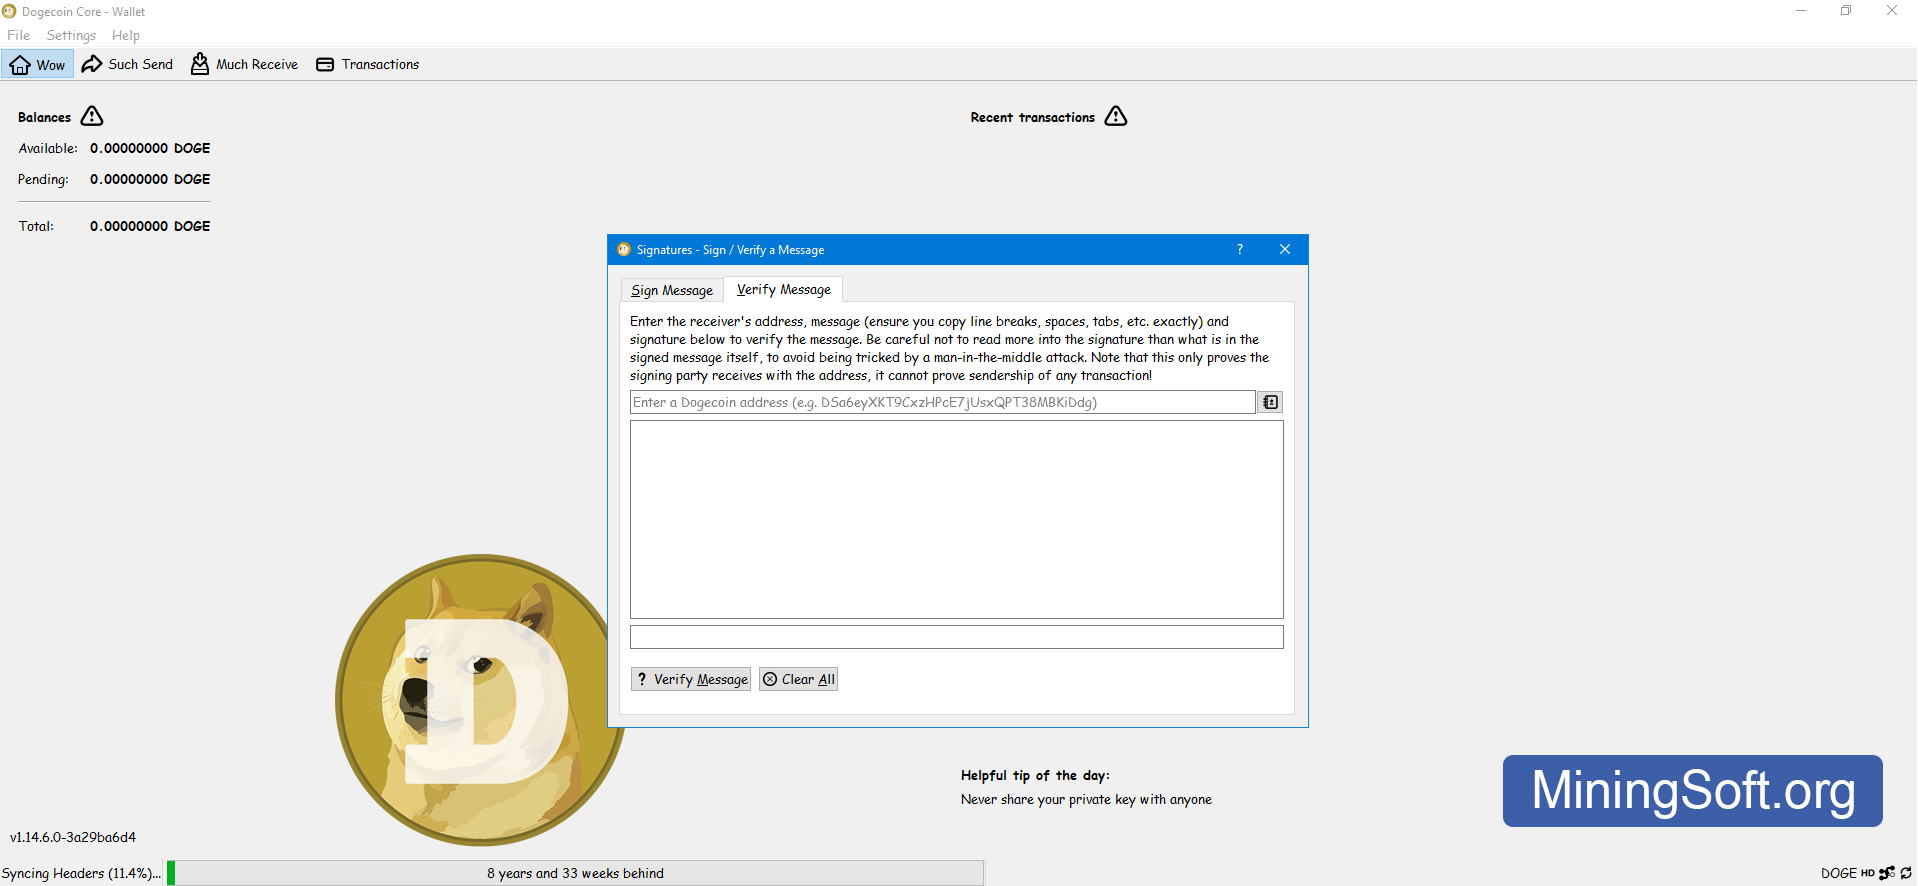 Dogecoin Core - Wallet
File Settings Help
Wow Such Send Much Receive Transactions
Balances
Available: 0.00000000 DOGE
Pending: 0.00000000 DOGE
Total: 0.00000000 DOGE
Recent transactions
Signatures - Sign / Verify a Message
Sign Message Verify Message
Enter the receiver's address, message (ensure you copy line breaks, spaces, tabs, etc. exactly) and
signature below to verify the message. Be careful not to read more into the signature than what is in the
signed message itself, to avoid being tricked by a man-in-the-middle attack. Note that this only proves the
signing party receives with the address, it cannot prove sendership of any transaction!
Enter a Dogecoin address (e.g. DSa6eyXKT9CxzHPcE7jUsxQPT38MBKiDdg)
? Verify Message Clear All
D
Helpful tip of the day:
Never share your private key with anyone
MiningSoft.org
v1.14.6.0-3a29ba6d4
Syncing Headers (11.4%)... 8 years and 33 weeks behind
DOGE HD